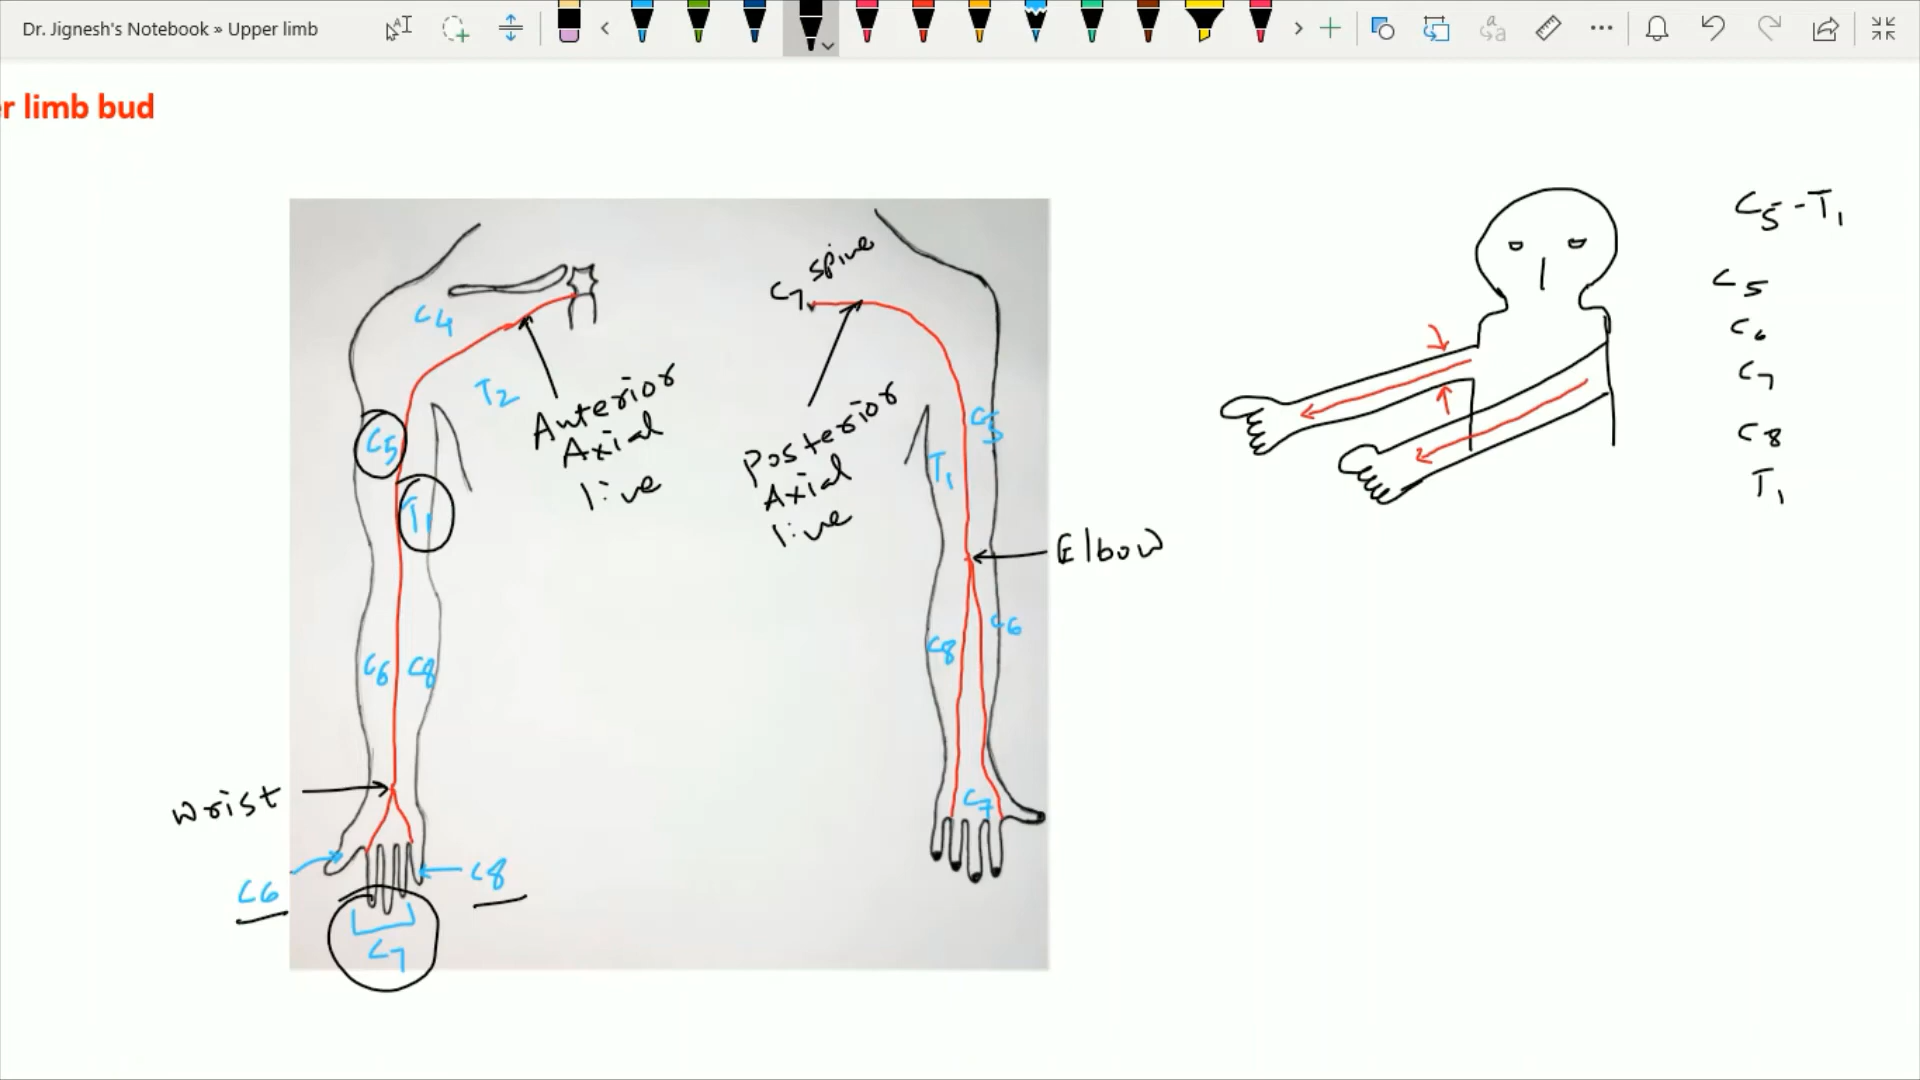 Dr. Jignesh's Notebook » Upper limb
r limb bud
C4
T2
C5
T1
Anterior
Axial
line
C6 C8
Wrist
C6
C8
C7
C7 spine
Posterior
Axial
line
C5
T1
Elbow
C6
C8
C7
C5-T1
C5
C6
C7
C8
T1